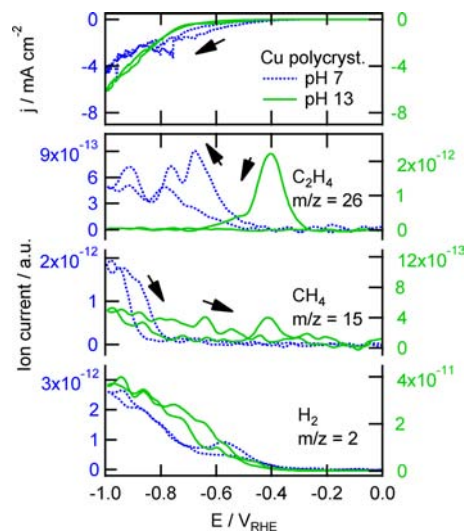 j / mA cm⁻²
0
-4
-8
0
-4
-8
Cu polycryst.
pH 7
pH 13
9x10⁻¹³
6
3
0
2x10⁻¹²
1
0
C₂H₄
m/z = 26
Ion current / a.u.
2x10⁻¹²
1
0
12x10⁻¹³
8
4
0
CH₄
m/z = 15
3x10⁻¹²
2
1
0
4x10⁻¹¹
3
2
1
0
H₂
m/z = 2
-1.0
-0.8
-0.6
-0.4
-0.2
0.0
E / V_RHE